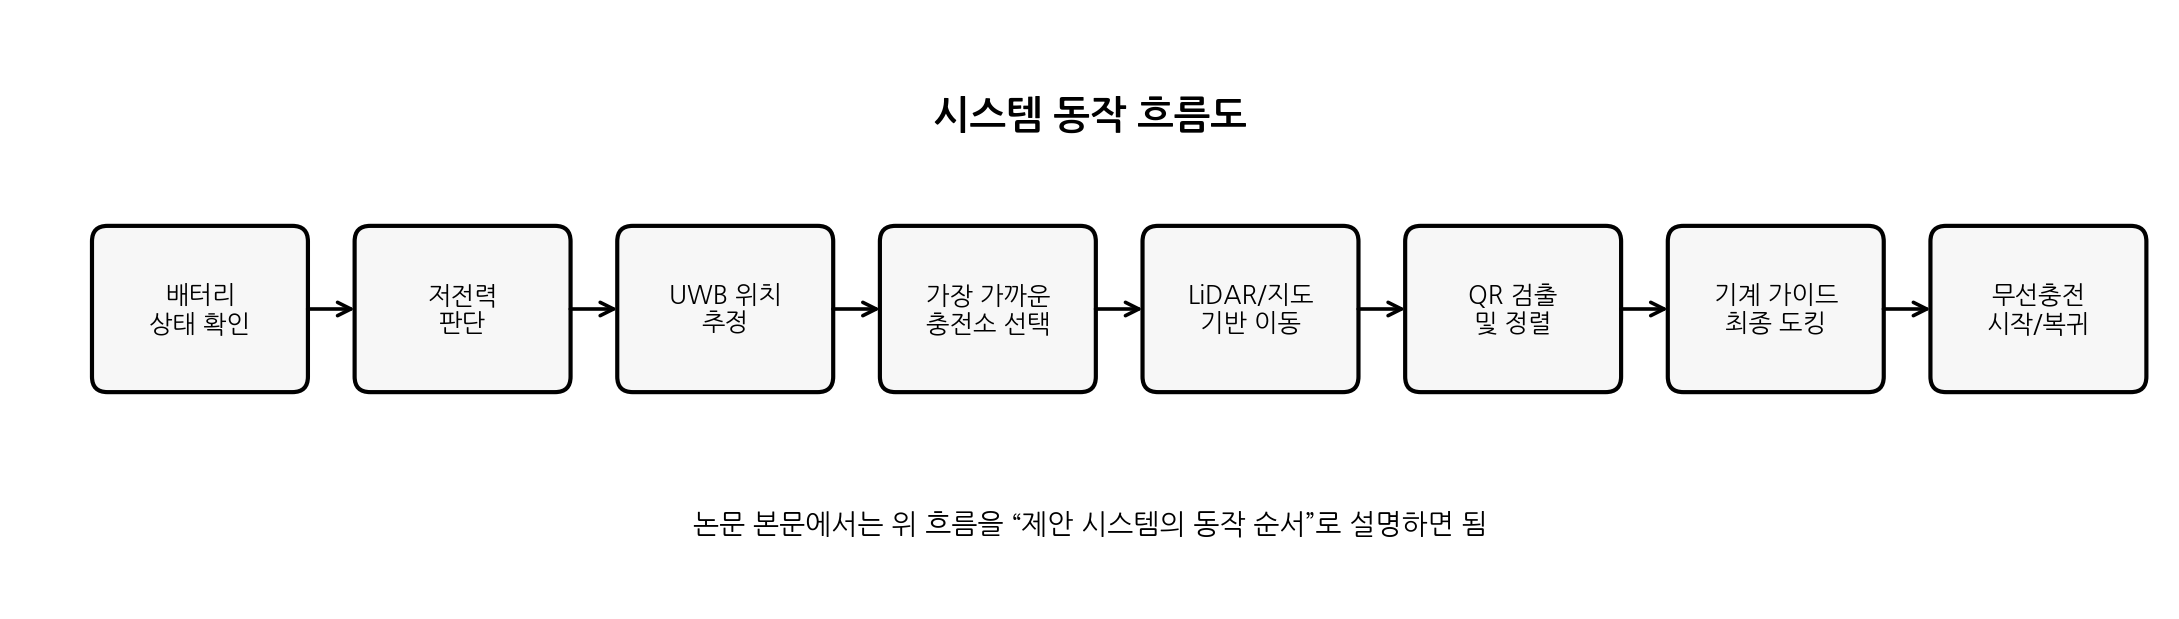 시스템 동작 흐름도
배터리
상태 확인
저전력
판단
UWB 위치
추정
가장 가까운
충전소 선택
LiDAR/지도
기반 이동
QR 검출
및 정렬
기계 가이드
최종 도킹
무선충전
시작/복귀
논문 본문에서는 위 흐름을 “제안 시스템의 동작 순서”로 설명하면 됨